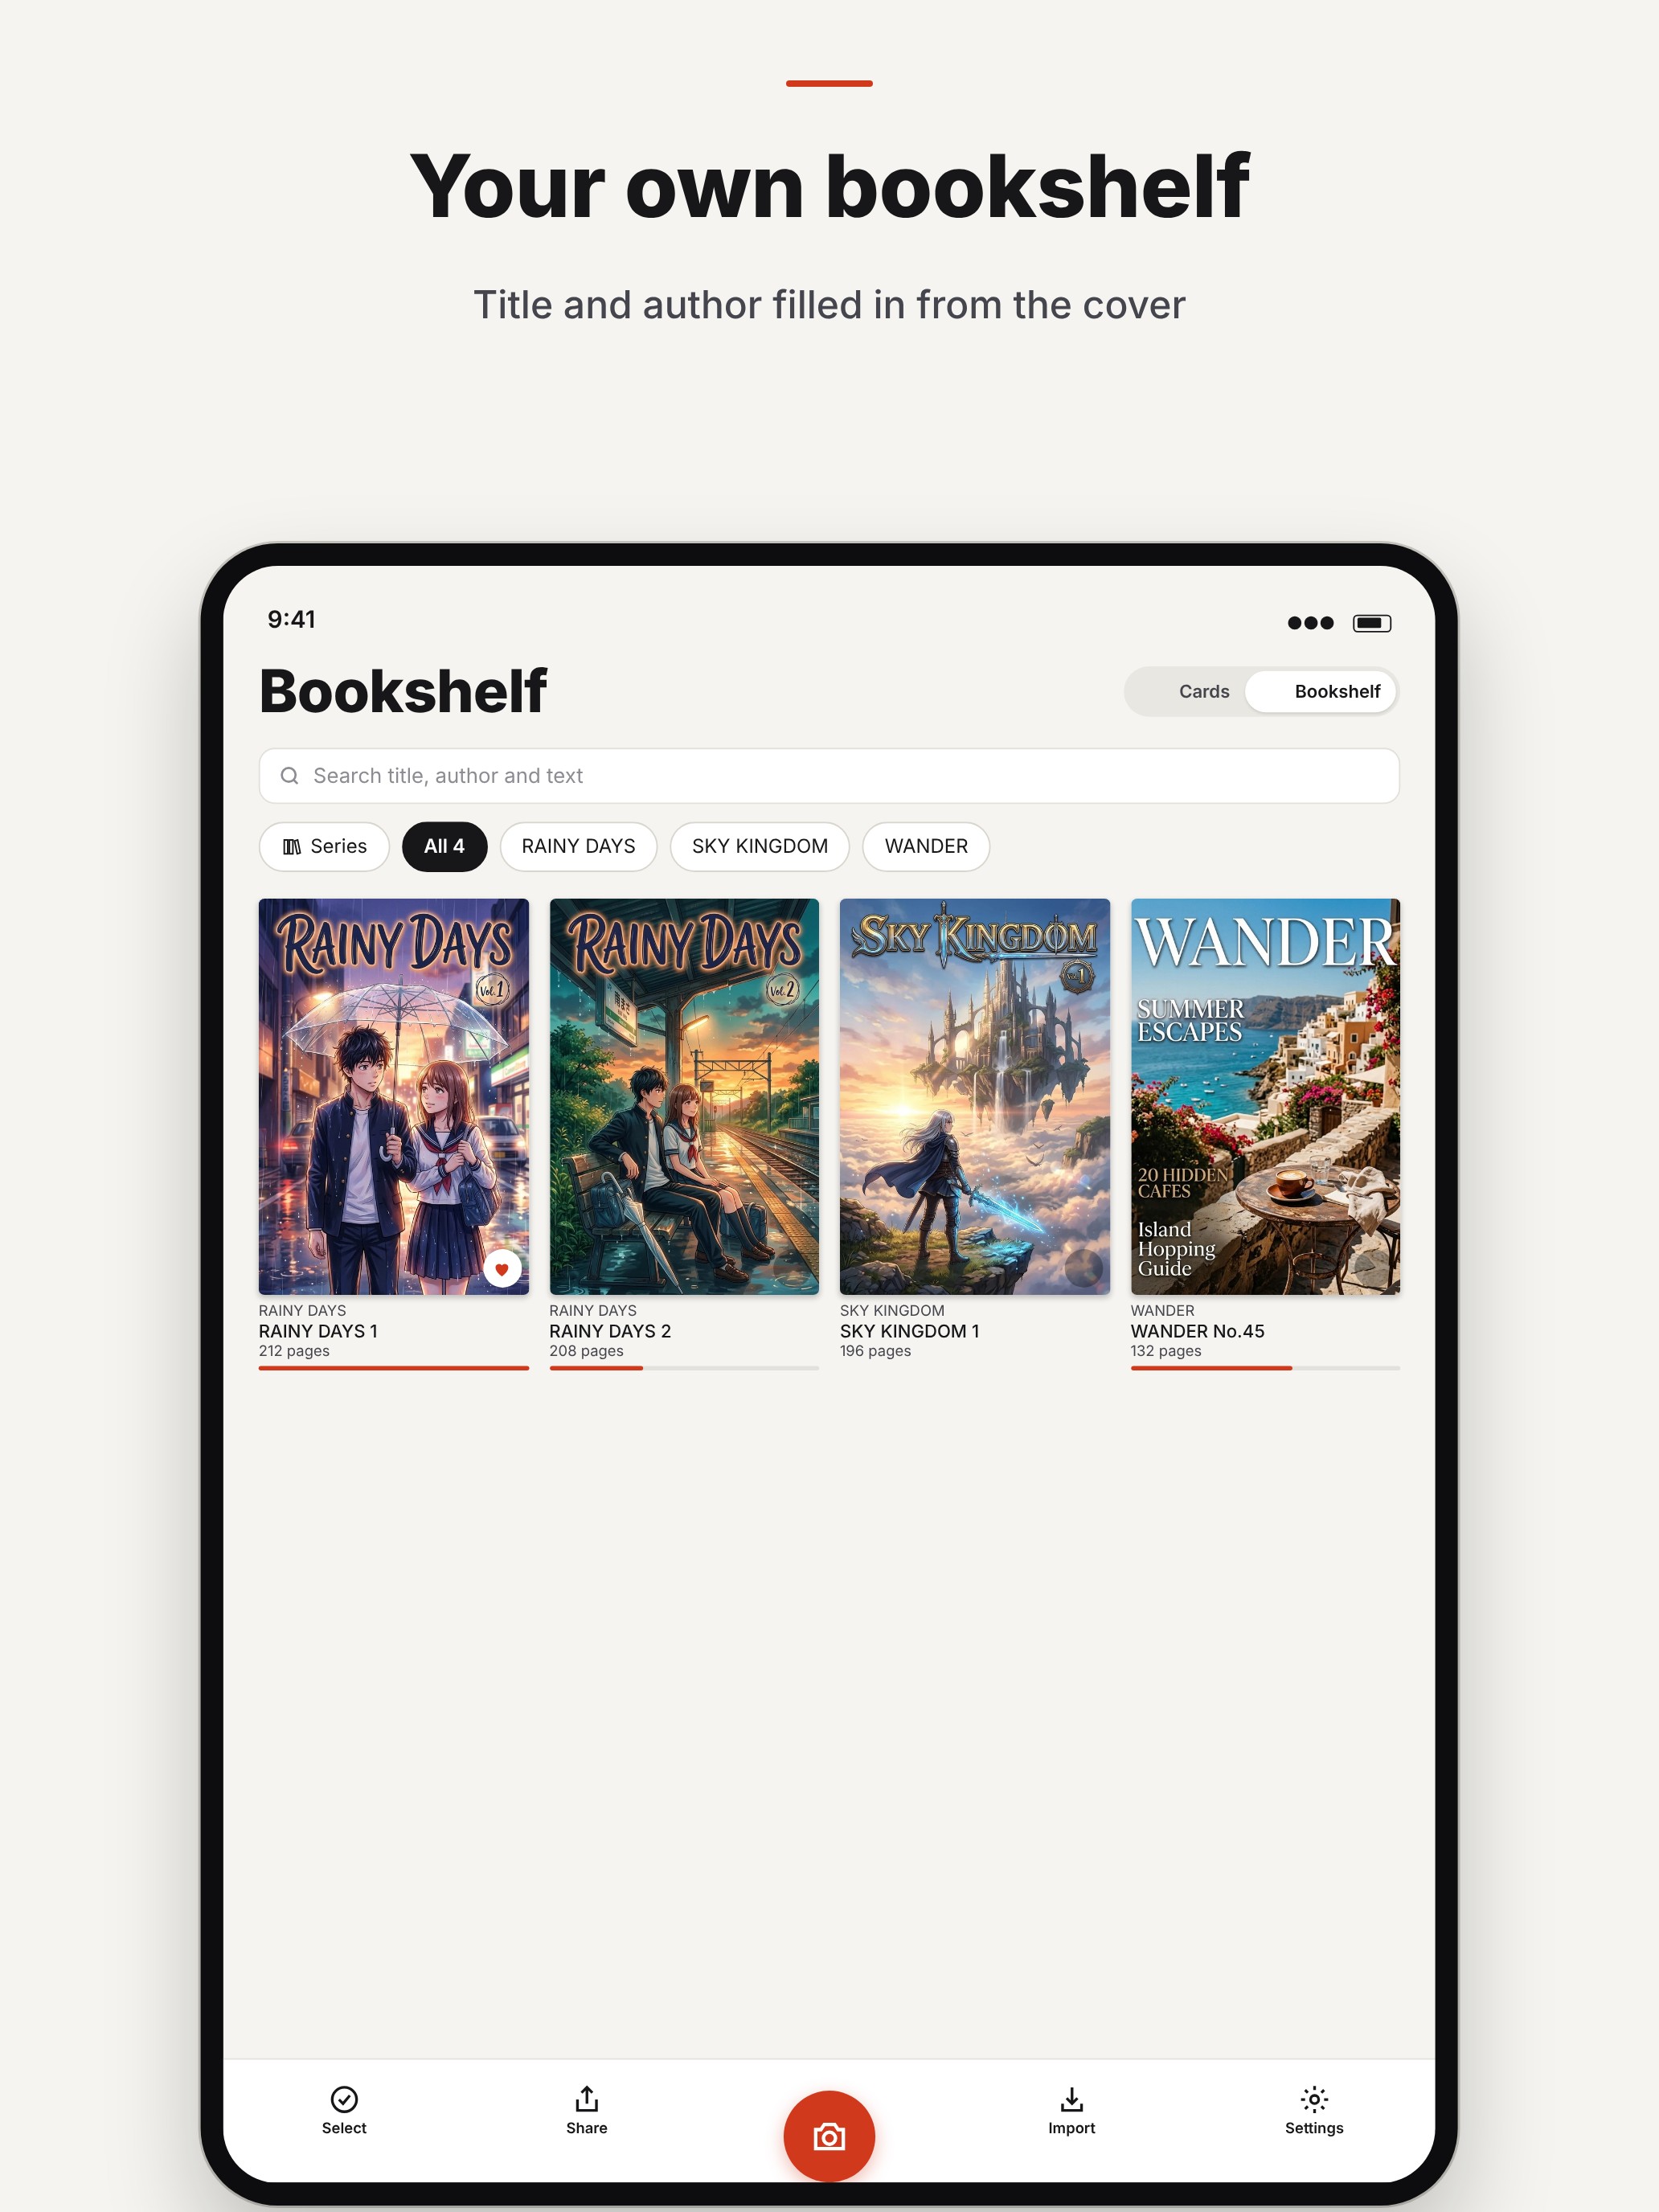 Your own bookshelf
Title and author filled in from the cover
9:41
Bookshelf
Cards
Bookshelf
Search title, author and text
Series
All 4
RAINY DAYS
SKY KINGDOM
WANDER
RAINY DAYS
Vol.1
RAINY DAYS
Vol.2
SKY KINGDOM
Vol.1
WANDER
SUMMER
ESCAPES
20 HIDDEN
CAFES
Island
Hopping
Guide
RAINY DAYS
RAINY DAYS 1
212 pages
RAINY DAYS
RAINY DAYS 2
208 pages
SKY KINGDOM
SKY KINGDOM 1
196 pages
WANDER
WANDER No.45
132 pages
Select
Share
Import
Settings